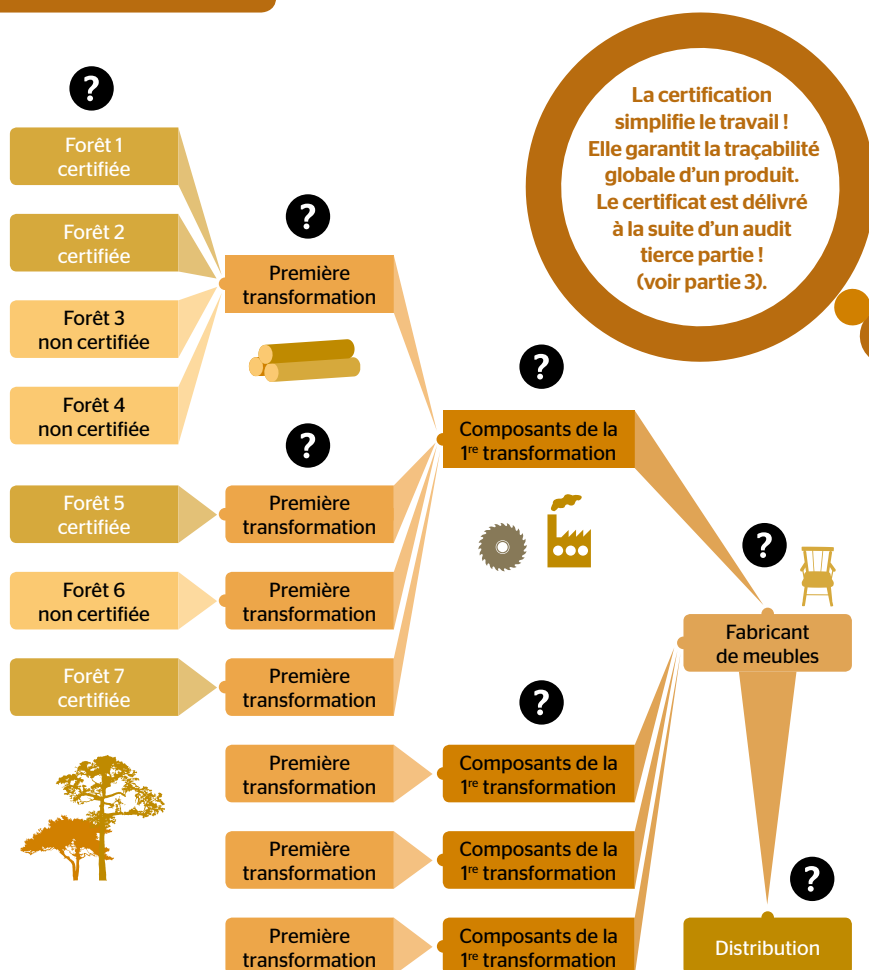 ?
Forêt 1
certifiée
Forêt 2
certifiée
Forêt 3
non certifiée
Forêt 4
non certifiée
Forêt 5
certifiée
Forêt 6
non certifiée
Forêt 7
certifiée
?
Première
transformation
?
Première
transformation
Première
transformation
Première
transformation
Première
transformation
Première
transformation
Première
transformation
?
Composants de la
1re transformation
?
Composants de la
1re transformation
Composants de la
1re transformation
Composants de la
1re transformation
La certification
simplifie le travail !
Elle garantit la traçabilité
globale d'un produit.
Le certificat est délivré
à la suite d'un audit
tierce partie !
(voir partie 3).
?
Fabricant
de meubles
?
Distribution